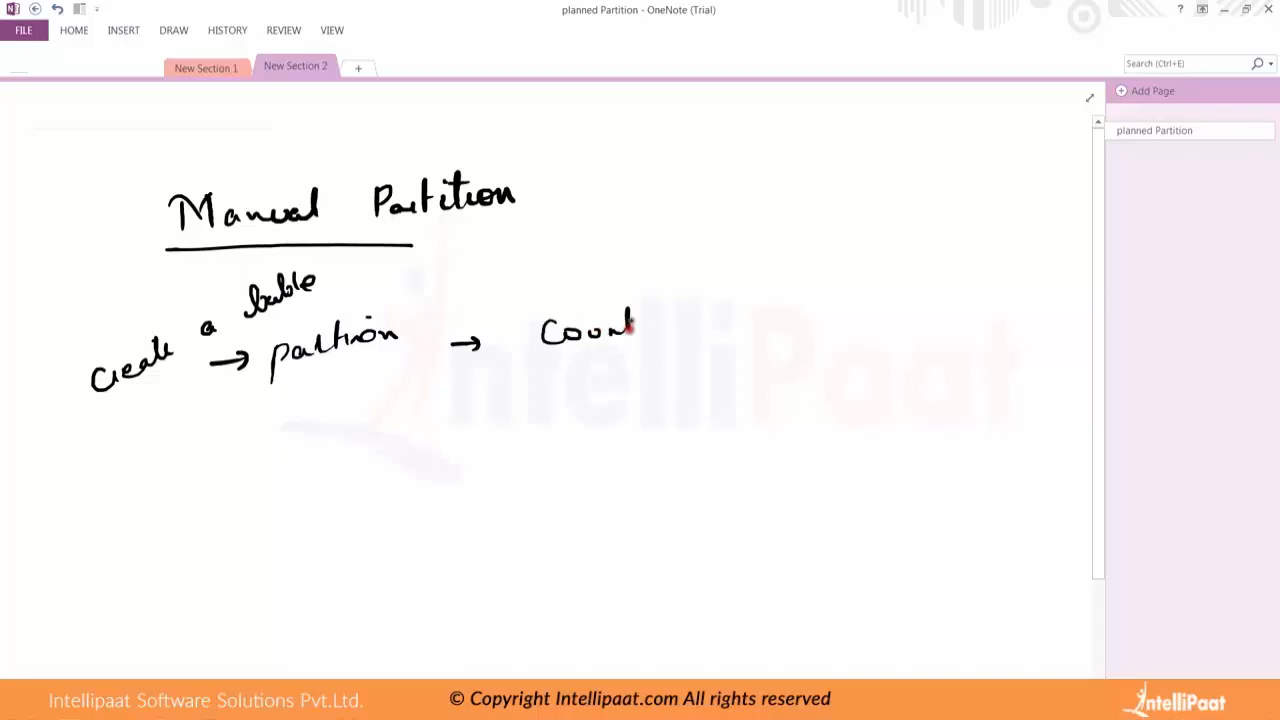 planned Partition - OneNote (Trial)
FILE HOME INSERT DRAW HISTORY REVIEW VIEW
New Section 1 New Section 2 +
Search (Ctrl+E)
Add Page
planned Partition
Manual Partition
create a table
→ partition → Count
IntelliPaat
Intellipaat Software Solutions Pvt.Ltd.
© Copyright Intellipaat.com All rights reserved
IntelliPaat